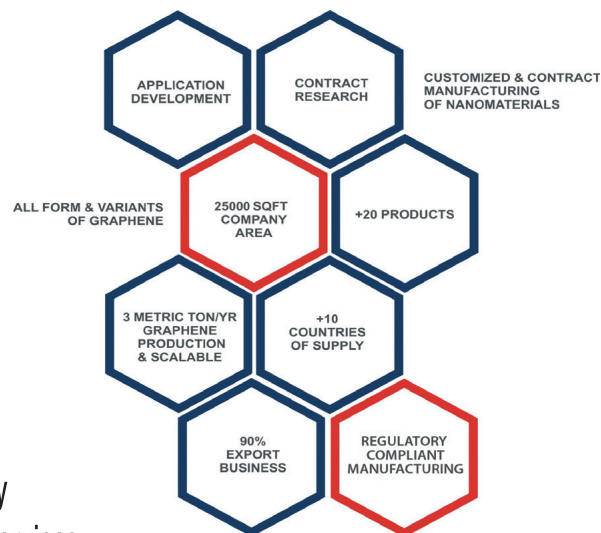 APPLICATION
DEVELOPMENT
CONTRACT
RESEARCH
CUSTOMIZED & CONTRACT
MANUFACTURING
OF NANOMATERIALS
ALL FORM & VARIANTS
OF GRAPHENE
25000 SQFT
COMPANY
AREA
+20 PRODUCTS
3 METRIC TON/YR
GRAPHENE
PRODUCTION
& SCALABLE
+10
COUNTRIES
OF SUPPLY
90%
EXPORT
BUSINESS
REGULATORY
COMPLIANT
MANUFACTURING